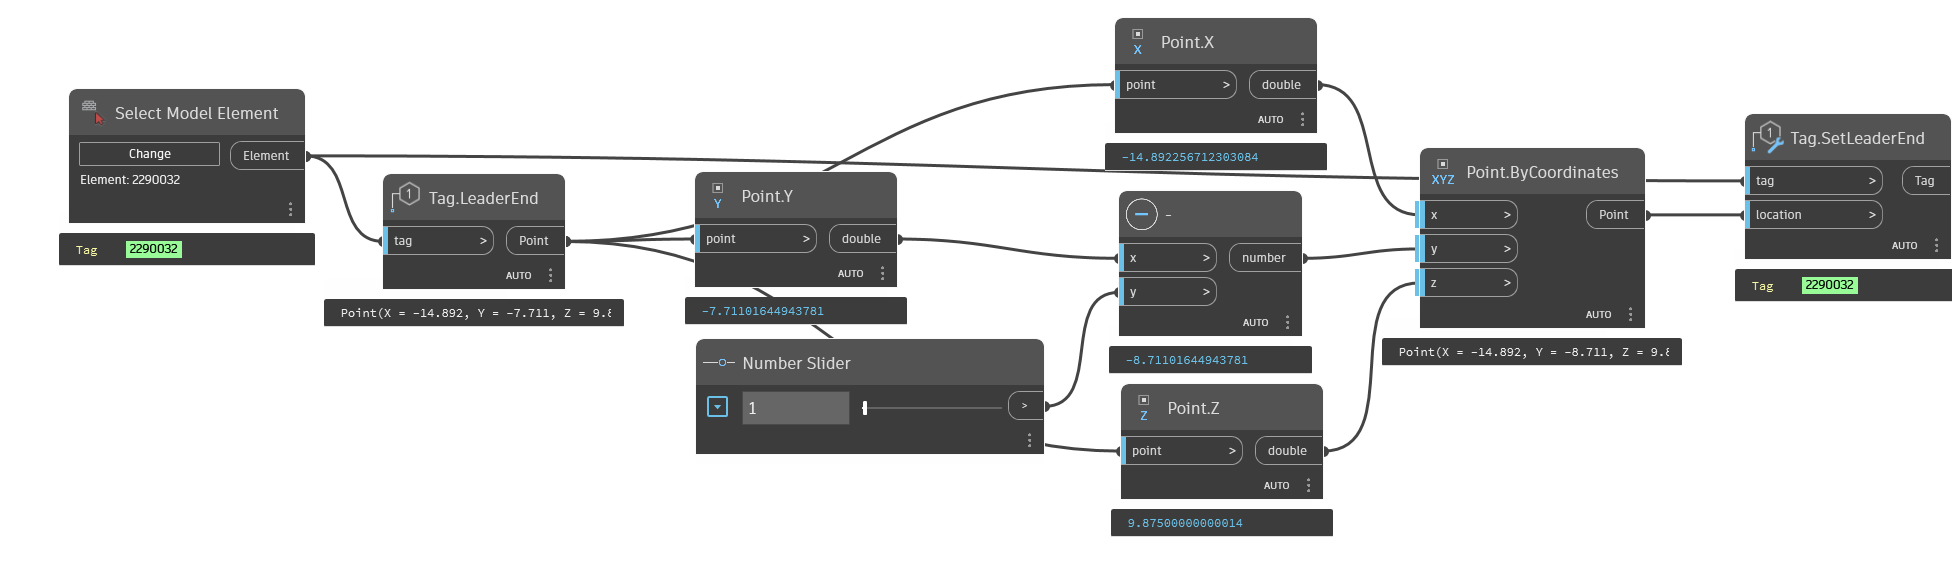 Select Model Element
Change
Element
>
Element: 2290032
Tag 2290032
1
Tag.LeaderEnd
tag >
Point
AUTO
Point(X = -14.892, Y = -7.711, Z = 9.8
Y
Point.Y
point >
double
AUTO
-7.71101644943781
Number Slider
1
>
X
Point.X
point >
double
AUTO
-14.892256712303084
-
x >
number
y >
AUTO
-8.71101644943781
Z
Point.Z
point >
double
AUTO
9.87500000000014
XYZ
Point.ByCoordinates
x >
Point
y >
z >
AUTO
Point(X = -14.892, Y = -8.711, Z = 9.8
1
Tag.SetLeaderEnd
tag >
Tag
location >
AUTO
Tag 2290032